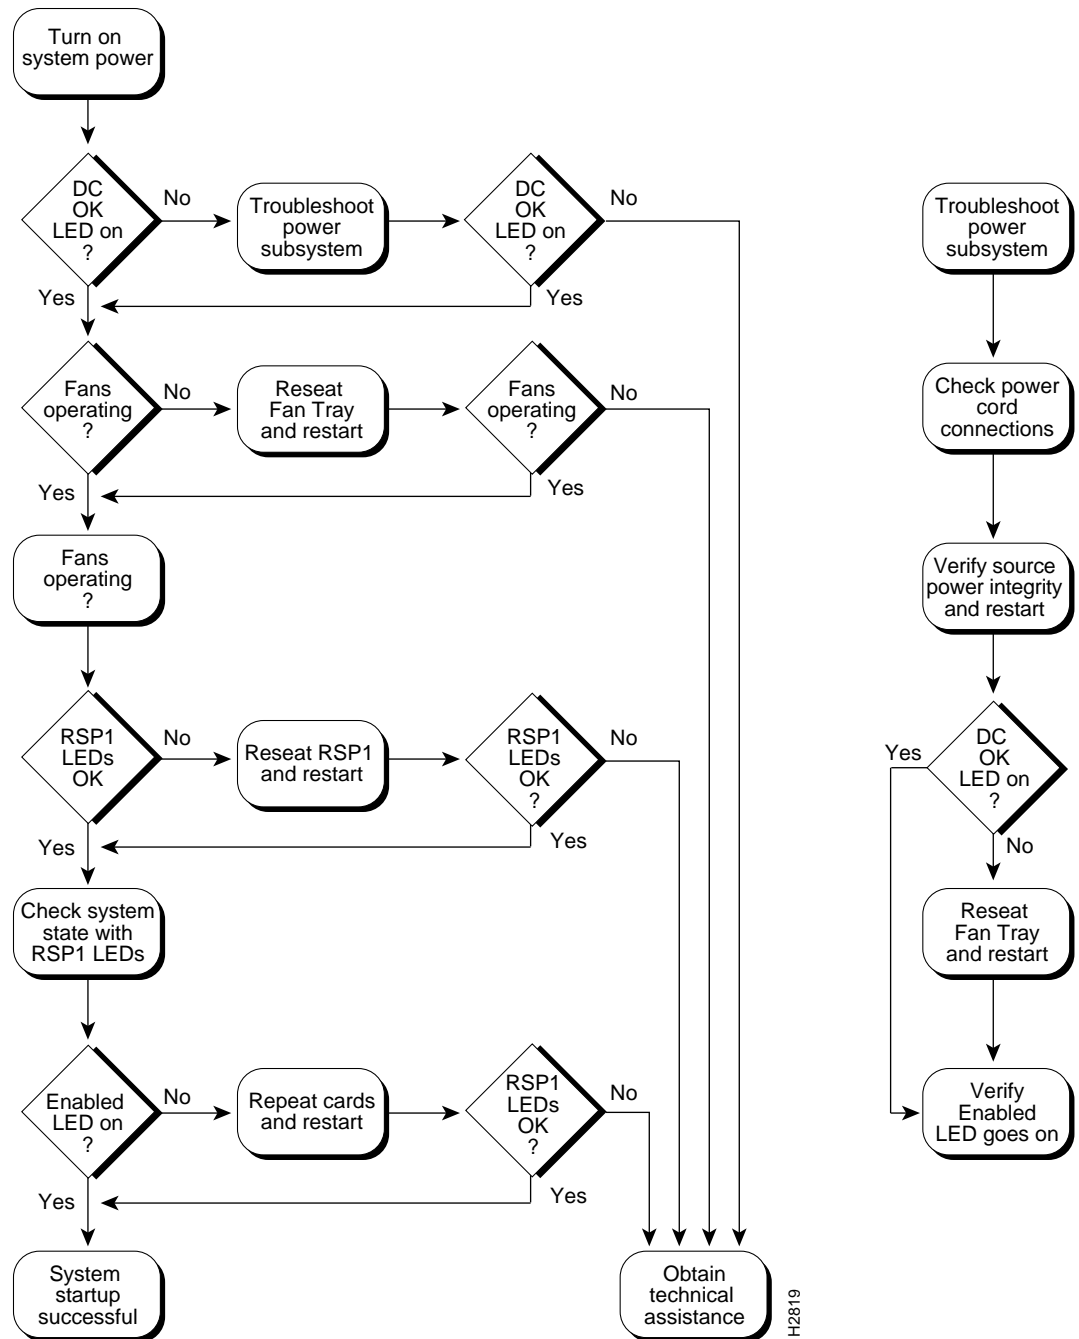 Turn on
system power
DC
OK
LED on
?
No
Troubleshoot
power
subsystem
DC
OK
LED on
?
No
Yes
Yes
Fans
operating
?
No
Reseat
Fan Tray
and restart
Fans
operating
?
No
Yes
Yes
Fans
operating
?
RSP1
LEDs
OK
No
Reseat RSP1
and restart
RSP1
LEDs
OK
?
No
Yes
Yes
Check system
state with
RSP1 LEDs
Enabled
LED on
?
No
Repeat cards
and restart
RSP1
LEDs
OK
?
No
Yes
Yes
System
startup
successful
Obtain
technical
assistance
Troubleshoot
power
subsystem
Check power
cord
connections
Verify source
power integrity
and restart
DC
OK
LED on
?
Yes
No
Reseat
Fan Tray
and restart
Verify
Enabled
LED goes on
H2819